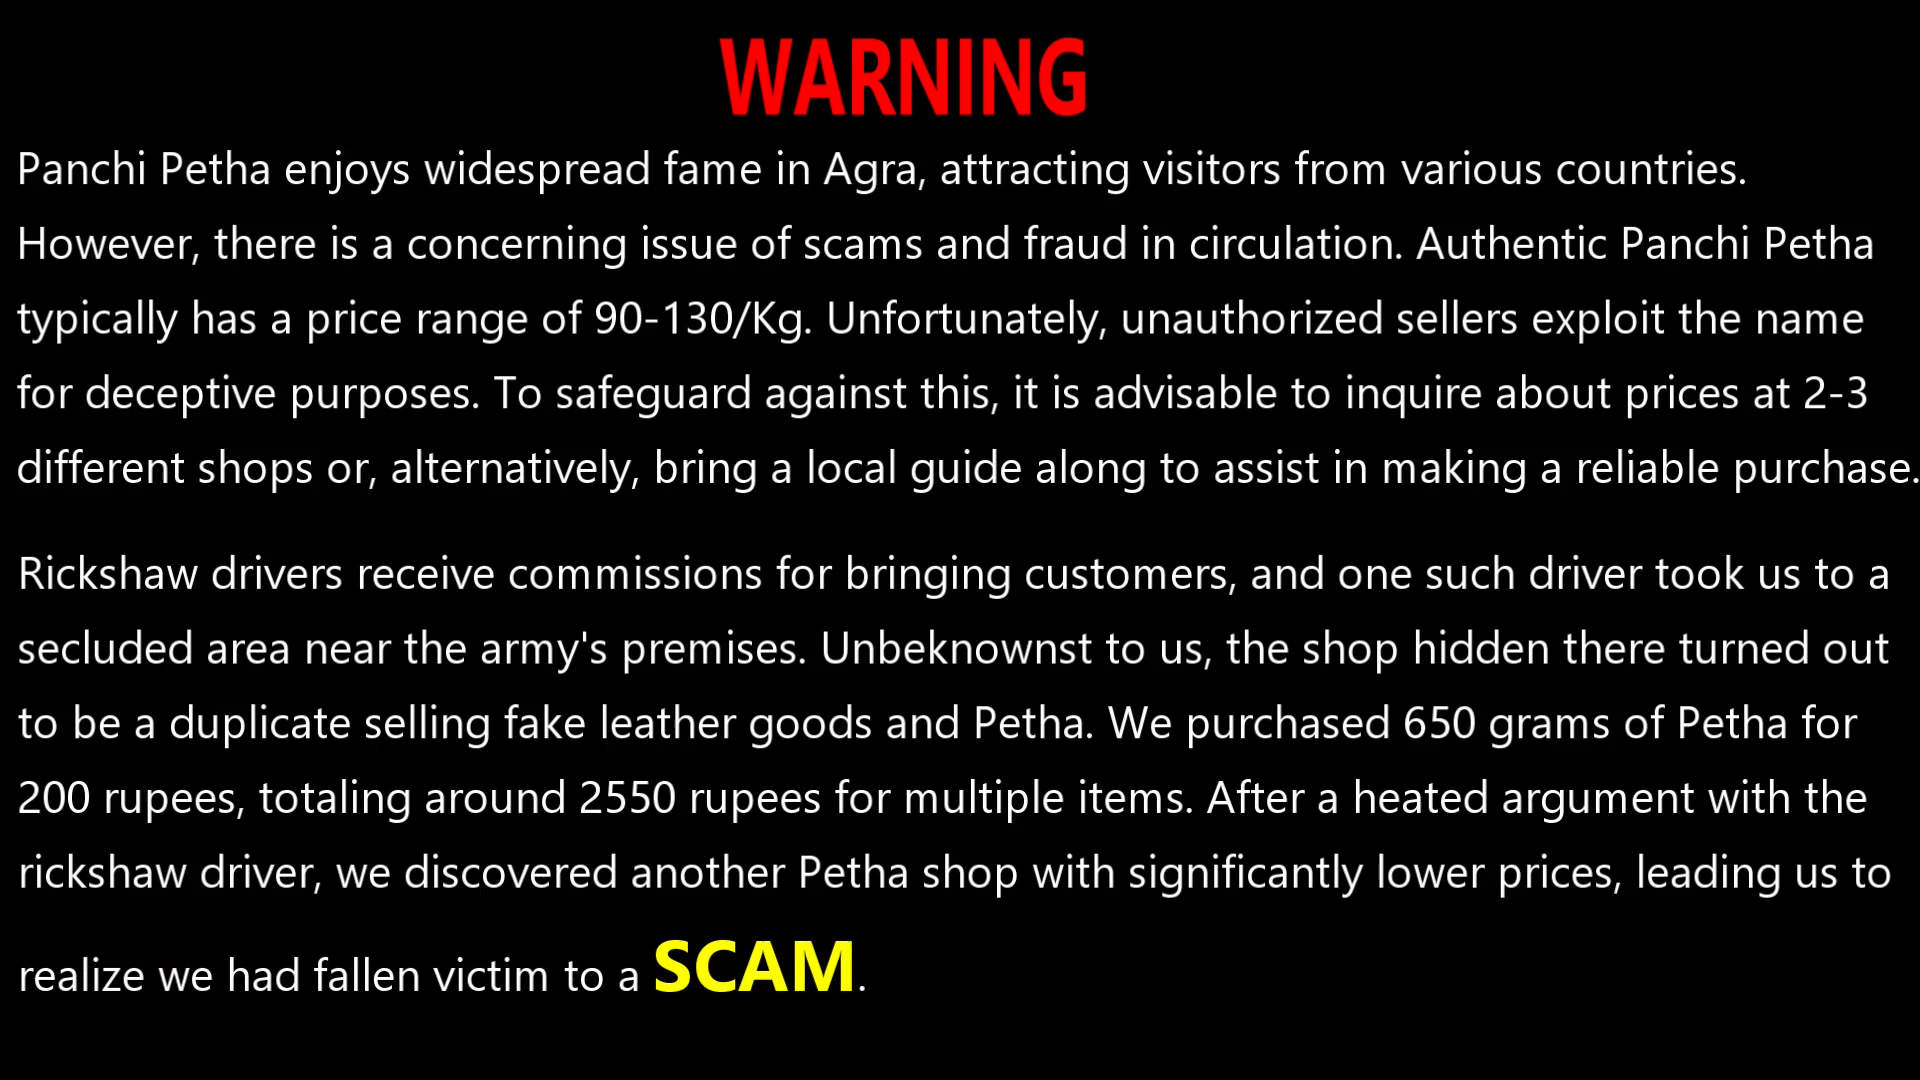 WARNING
Panchi Petha enjoys widespread fame in Agra, attracting visitors from various countries.
However, there is a concerning issue of scams and fraud in circulation. Authentic Panchi Petha
typically has a price range of 90-130/Kg. Unfortunately, unauthorized sellers exploit the name
for deceptive purposes. To safeguard against this, it is advisable to inquire about prices at 2-3
different shops or, alternatively, bring a local guide along to assist in making a reliable purchase.
Rickshaw drivers receive commissions for bringing customers, and one such driver took us to a
secluded area near the army's premises. Unbeknownst to us, the shop hidden there turned out
to be a duplicate selling fake leather goods and Petha. We purchased 650 grams of Petha for
200 rupees, totaling around 2550 rupees for multiple items. After a heated argument with the
rickshaw driver, we discovered another Petha shop with significantly lower prices, leading us to
realize we had fallen victim to a SCAM.